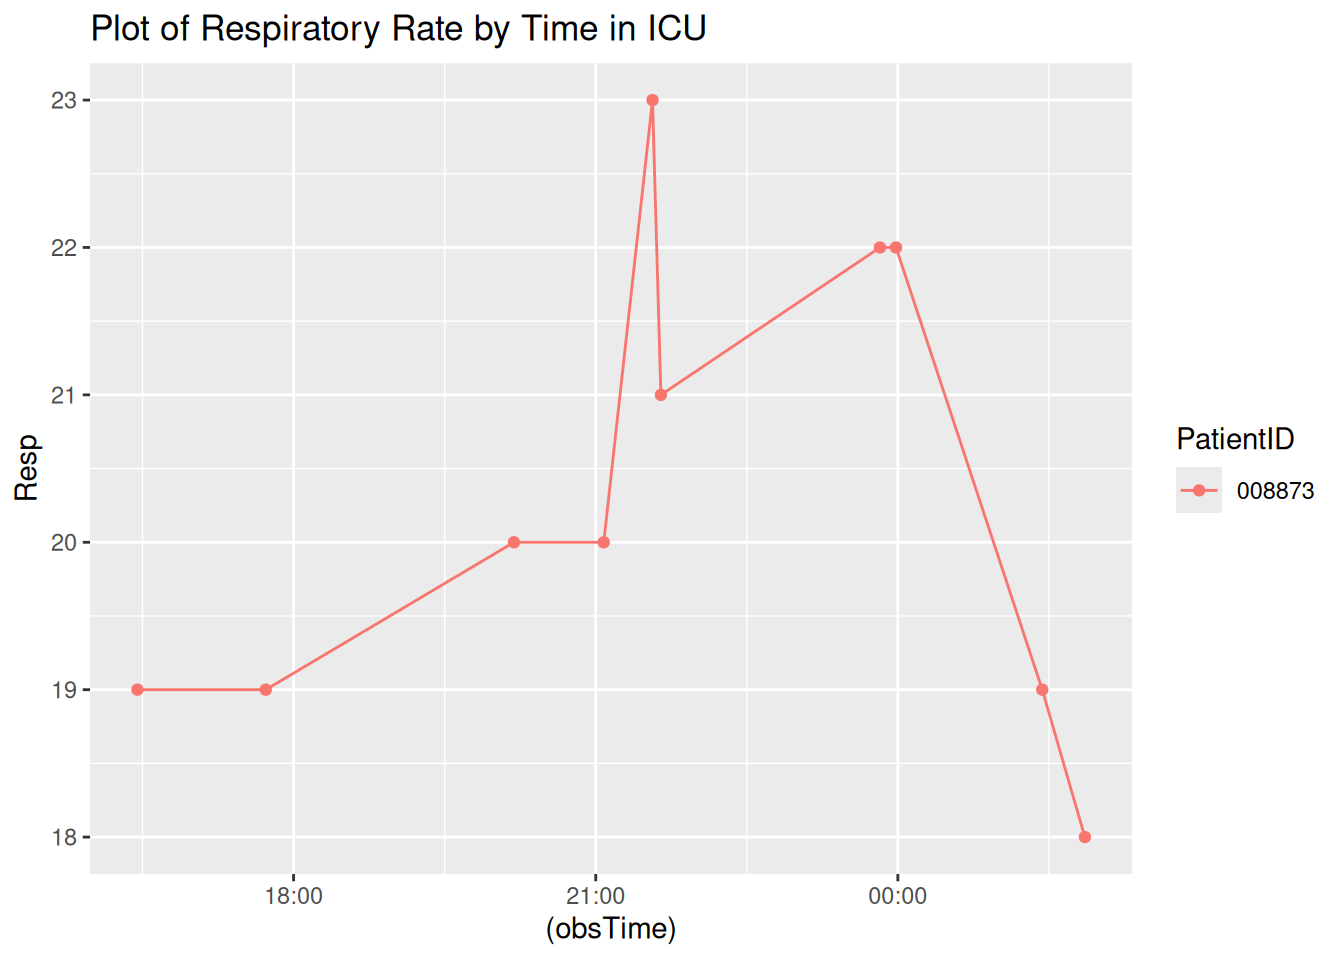 Plot of Respiratory Rate by Time in ICU
23
22
21
20
19
18
Resp
18:00 21:00 00:00
(obsTime)
PatientID
008873